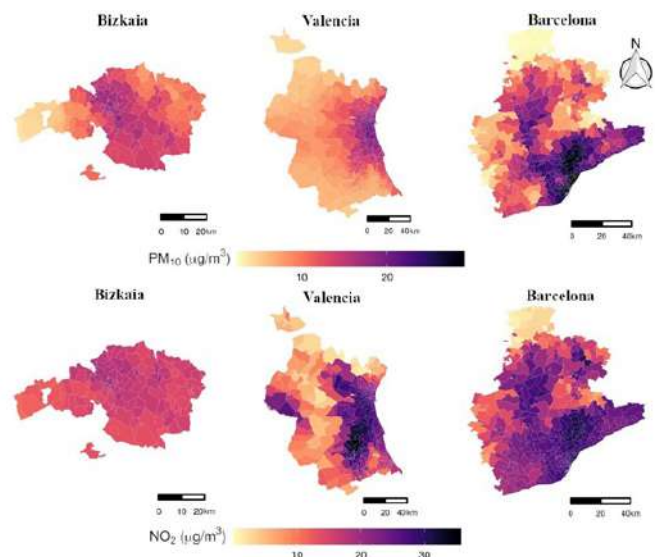 Bizkaia
Valencia
Barcelona
N
0 10 20km
0 20 40km
0 20 40km
PM₁₀ (μg/m³)
10 20
Bizkaia
Valencia
Barcelona
0 10 20km
0 20 40km
0 20 40km
NO₂ (μg/m³)
10 20 30